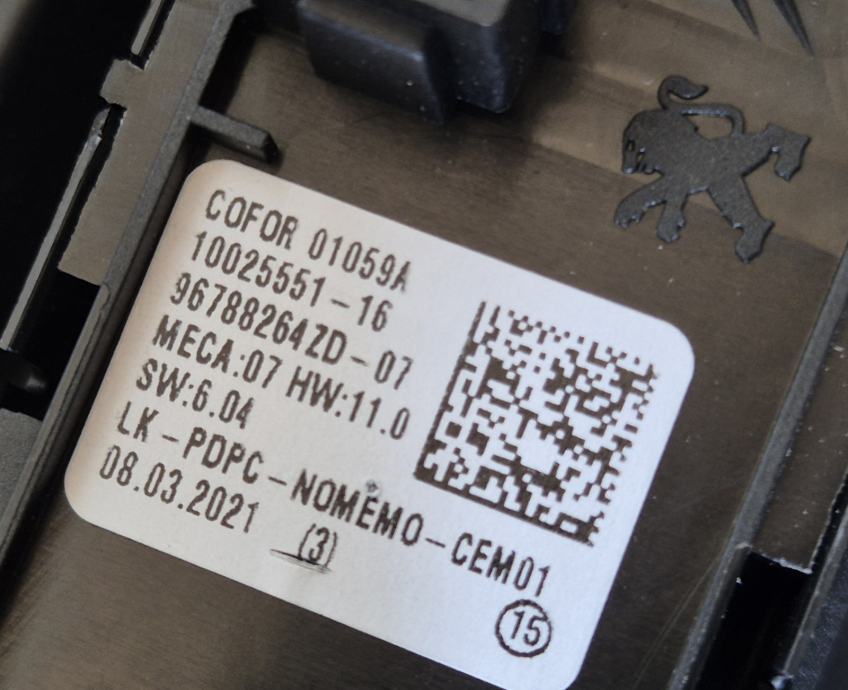 COFOR 01059A
10025551-16
96788264ZD-07
MECA:07 HW:11.0
SW:6.04
LK-PDPC-NOMEMO-CEM01
08.03.2021 (3)
15